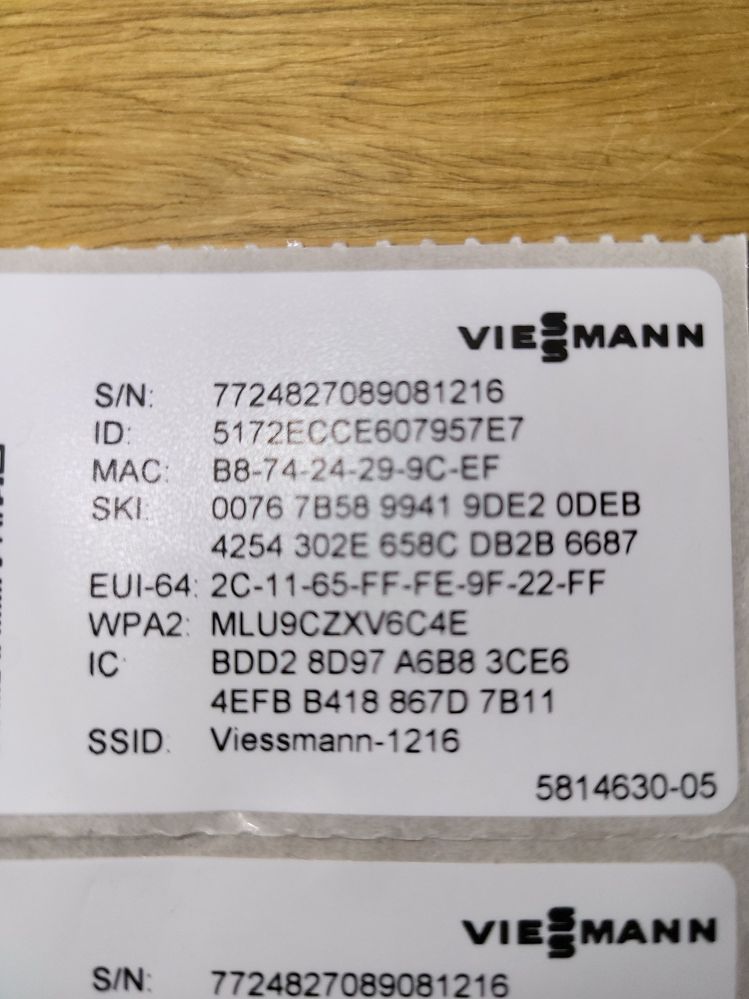 VIESSMANN
S/N: 7724827089081216
ID: 5172ECCE607957E7
MAC: B8-74-24-29-9C-EF
SKI: 0076 7B58 9941 9DE2 0DEB
4254 302E 658C DB2B 6687
EUI-64: 2C-11-65-FF-FE-9F-22-FF
WPA2: MLU9CZXV6C4E
IC: BDD2 8D97 A6B8 3CE6
4EFB B418 867D 7B11
SSID: Viessmann-1216
5814630-05
VIESSMANN
S/N: 7724827089081216